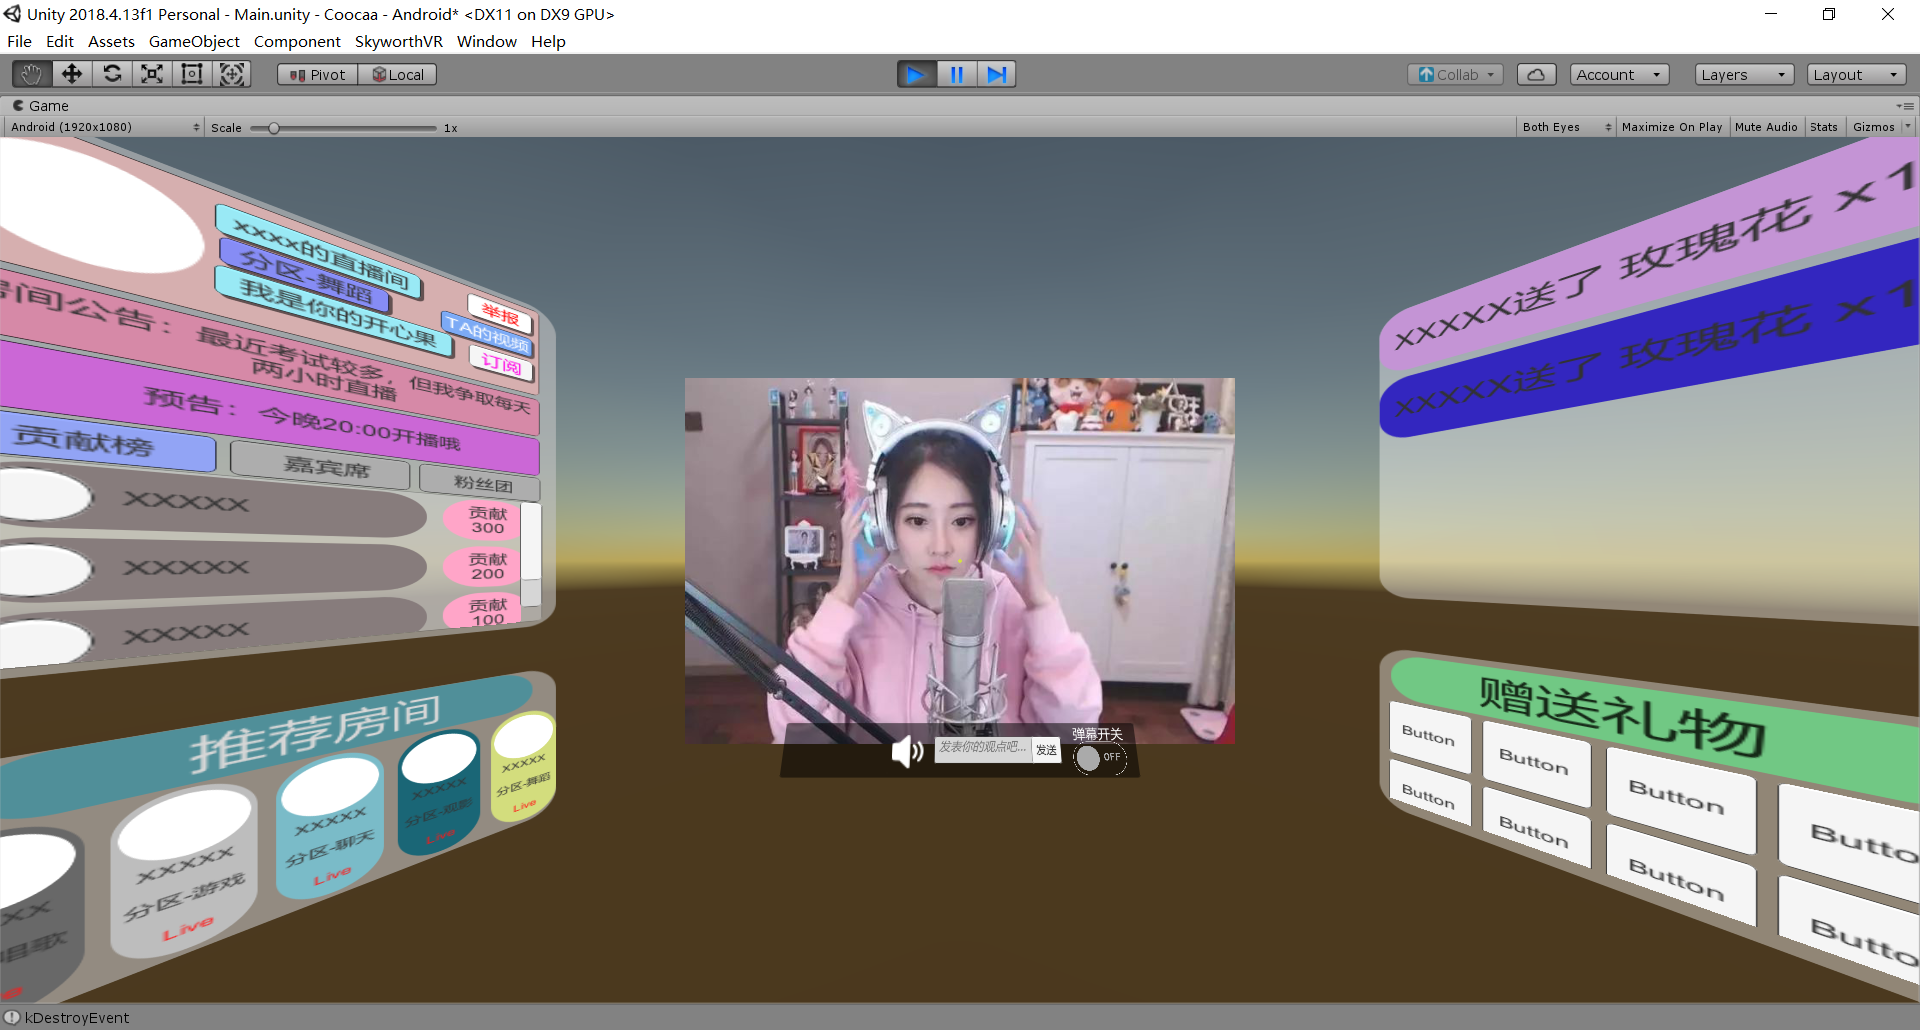 Unity 2018.4.13f1 Personal - Main.unity - Coocaa - Android* <DX11 on DX9 GPU>
File Edit Assets GameObject Component SkyworthVR Window Help
Pivot Local Collab Account Layers Layout
Game
Android (1920x1080) Scale 1x Both Eyes Maximize On Play Mute Audio Stats Gizmos
xxxx的直播间
分区-舞蹈
我是你的开心果
举报
TA的视频
订阅
房间公告：最近考试较多，但我争取每天
两小时直播
预告：今晚20:00开播哦
贡献榜 嘉宾席 粉丝团
xxxxx 贡献
300
xxxxx 贡献
200
xxxxx 贡献
100
推荐房间
xx
唱歌
xxxxx
分区-游戏
Live
xxxxx
分区-聊天
Live
xxxxx
分区-观影
Live
xxxxx
分区-舞蹈
Live
发表你的观点吧... 发送
弹幕开关
OFF
xxxxx送了 玫瑰花 x1
xxxxx送了 玫瑰花 x1
赠送礼物
Button Button Button Butto
Button Button Button Butto
kDestroyEvent